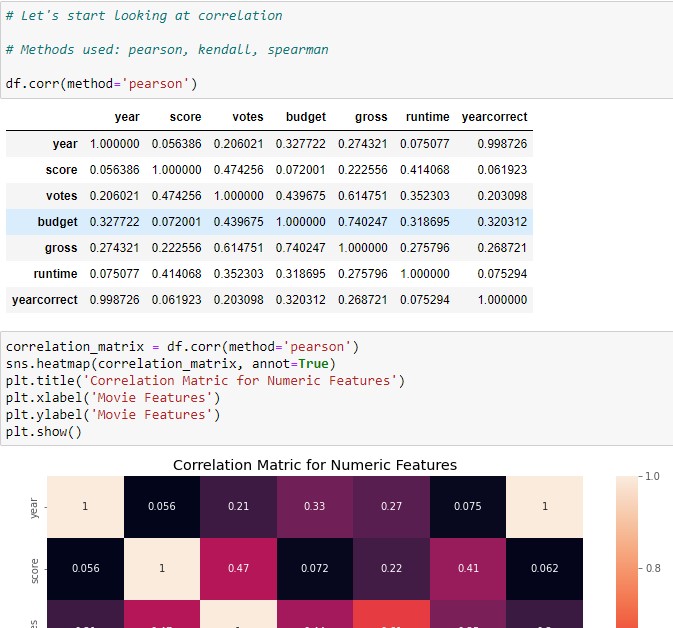 # Let's start looking at correlation
# Methods used: pearson, kendall, spearman
df.corr(method='pearson')
year score votes budget gross runtime yearcorrect
year 1.000000 0.056386 0.206021 0.327722 0.274321 0.075077 0.998726
score 0.056386 1.000000 0.474256 0.072001 0.222556 0.414068 0.061923
votes 0.206021 0.474256 1.000000 0.439675 0.614751 0.352303 0.203098
budget 0.327722 0.072001 0.439675 1.000000 0.740247 0.318695 0.320312
gross 0.274321 0.222556 0.614751 0.740247 1.000000 0.275796 0.268721
runtime 0.075077 0.414068 0.352303 0.318695 0.275796 1.000000 0.075294
yearcorrect 0.998726 0.061923 0.203098 0.320312 0.268721 0.075294 1.000000
correlation_matrix = df.corr(method='pearson')
sns.heatmap(correlation_matrix, annot=True)
plt.title('Correlation Matric for Numeric Features')
plt.xlabel('Movie Features')
plt.ylabel('Movie Features')
plt.show()
Correlation Matric for Numeric Features
year 1 0.056 0.21 0.33 0.27 0.075 1
1.0
score 0.056 1 0.47 0.072 0.22 0.41 0.062
0.8